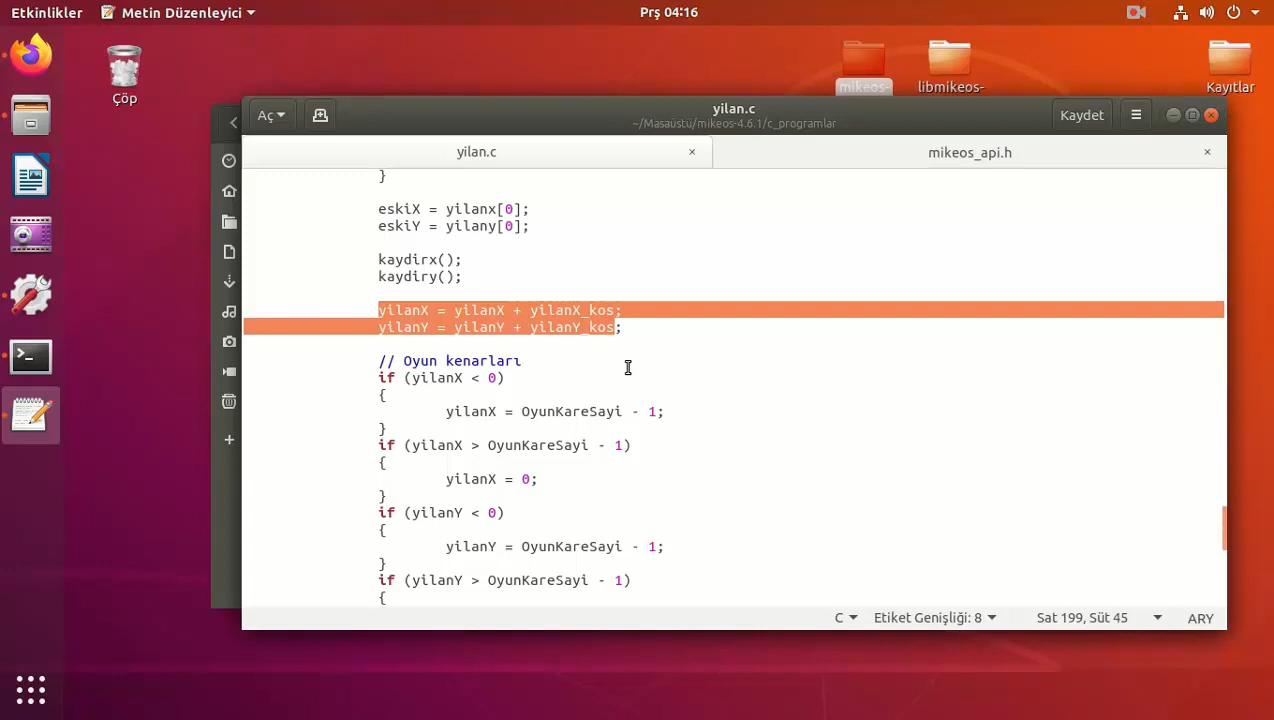 Etkinlikler
Metin Düzenleyici
Prş 04:16
Çöp
mikeos-
libmikeos-
Kayıtlar
Aç
yilan.c
~/Masaüstü/mikeos-4.6.1/c_programlar
Kaydet
yilan.c
mikeos_api.h
}
eskiX = yilanx[0];
eskiY = yilany[0];
kaydirx();
kaydiry();
yilanX = yilanX + yilanX_kos;
yilanY = yilanY + yilanY_kos;
// Oyun kenarları
if (yilanX < 0)
{
yilanX = OyunKareSayi - 1;
}
if (yilanX > OyunKareSayi - 1)
{
yilanX = 0;
}
if (yilanY < 0)
{
yilanY = OyunKareSayi - 1;
}
if (yilanY > OyunKareSayi - 1)
{
C
Etiket Genişliği: 8
Sat 199, Süt 45
ARY